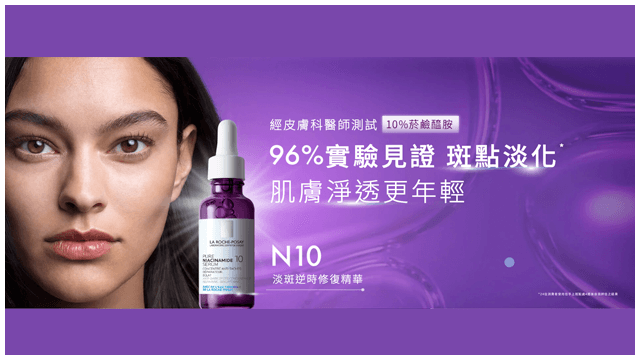 經皮膚科醫師測試 10%菸鹼醯胺
96%實驗見證 斑點淡化*
肌膚淨透更年輕
N10
淡斑逆時修復精華
LA ROCHE-POSAY
PURE
NIACINAMIDE 10
SERUM